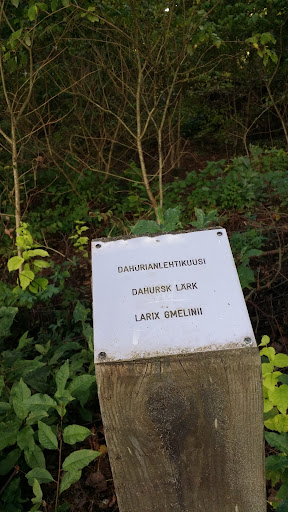 DAHURIANLEHTIKUUSI
DAHURSK LÄRK
LARIX GMELINII